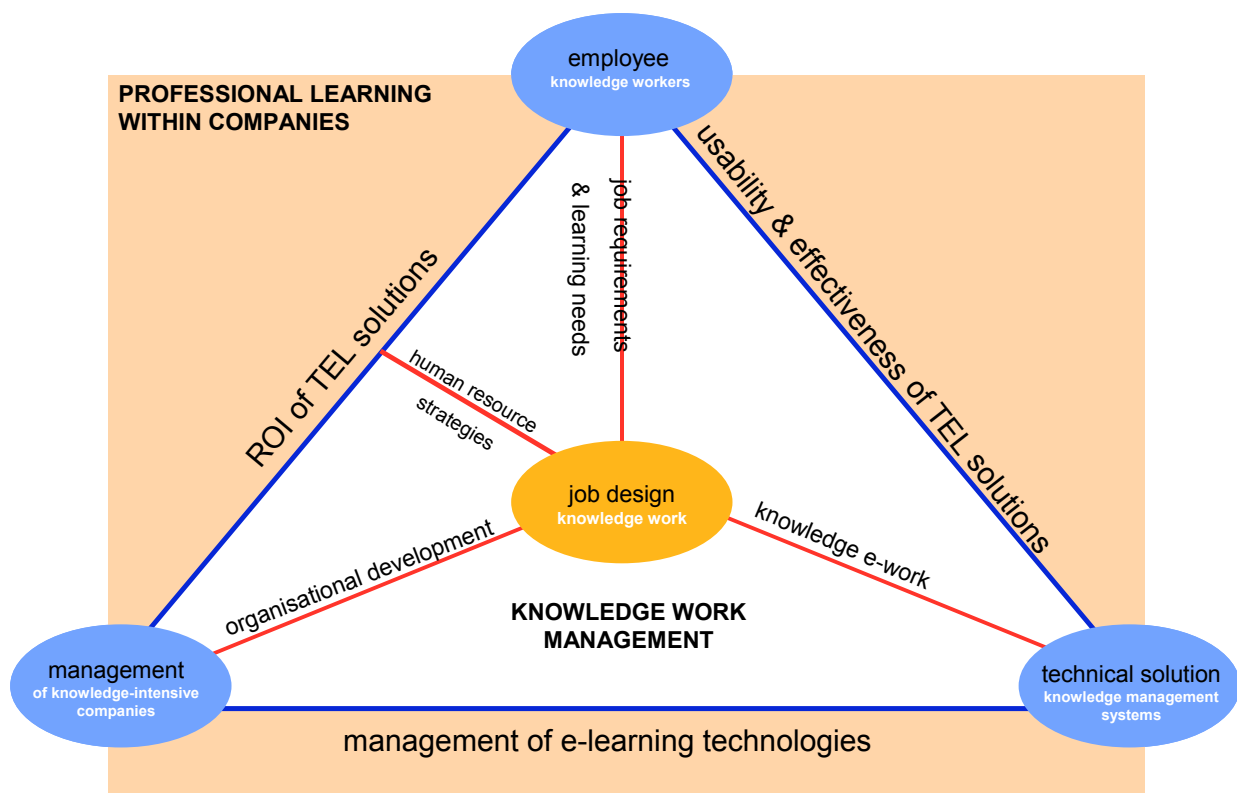 employee
knowledge workers
PROFESSIONAL LEARNING
WITHIN COMPANIES
usability & effectiveness of TEL solutions
job requirements
& learning needs
ROI of TEL solutions
human resource
strategies
job design
knowledge work
organisational development
knowledge e-work
KNOWLEDGE WORK
MANAGEMENT
management
of knowledge-intensive
companies
technical solution
knowledge management
systems
management of e-learning technologies